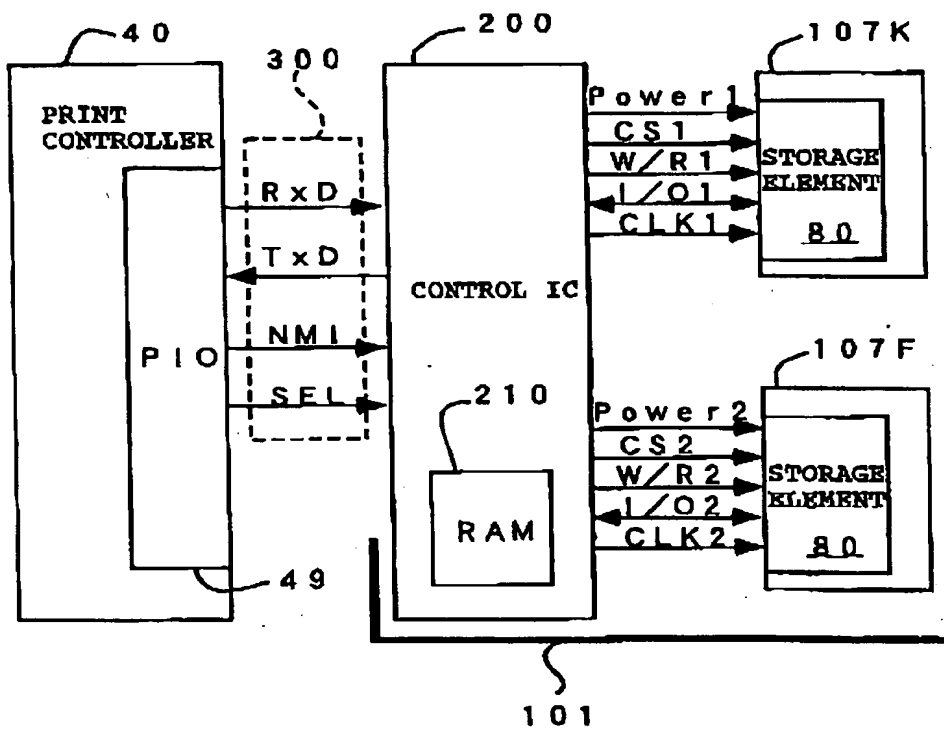 40
200
107K
300
PRINT
CONTROLLER
RxD
TxD
NMI
SEL
PIO
49
CONTROL IC
210
RAM
Power1
CS1
W/R1
I/O1
CLK1
STORAGE
ELEMENT
80
107F
Power2
CS2
W/R2
I/O2
CLK2
STORAGE
ELEMENT
80
101